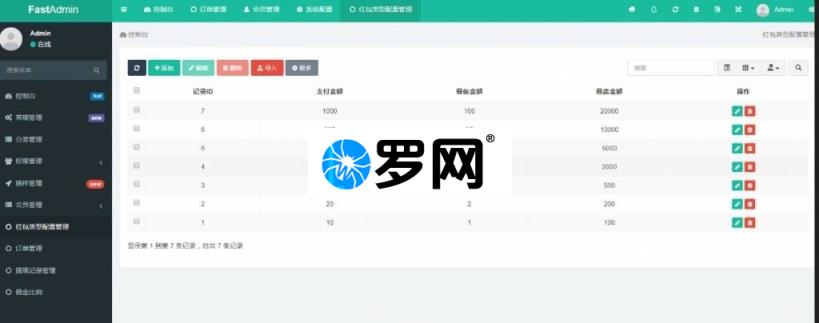 FastAdmin
控制台 订单管理 会员管理 系统配置 红包类型配置管理 Admin
Admin
在线
控制台
红包类型配置管理
搜索菜单
添加 编辑 删除 导入 更多
搜索
控制台 hot
常规管理 new
分类管理
权限管理
插件管理 new
会员管理
红包类型配置管理
订单管理
提现记录管理
佣金比例
记录ID 支付金额 最低金额 最高金额 操作
7 1000 100 20000
6 10000
5 5000
4 2000
3 500
2 20 2 200
1 10 1 100
罗网®
显示第 1 到第 7 条记录，总共 7 条记录